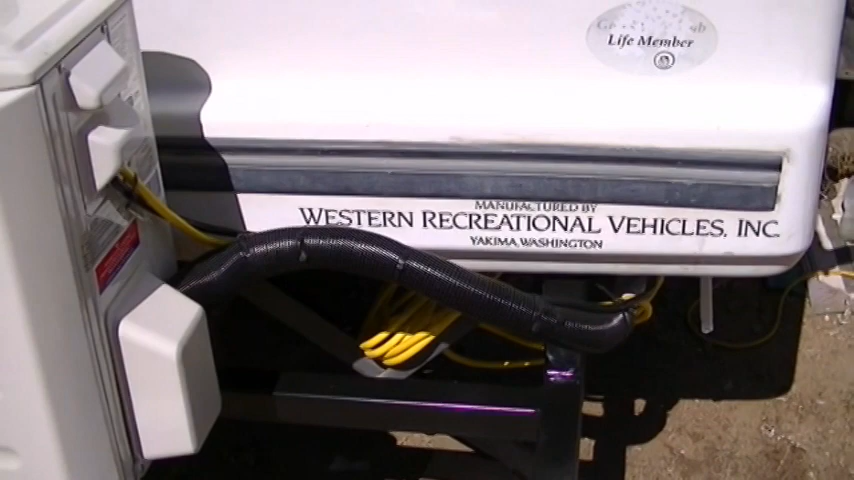 Life Member
MANUFACTURED BY
WESTERN RECREATIONAL VEHICLES, INC.
YAKIMA, WASHINGTON